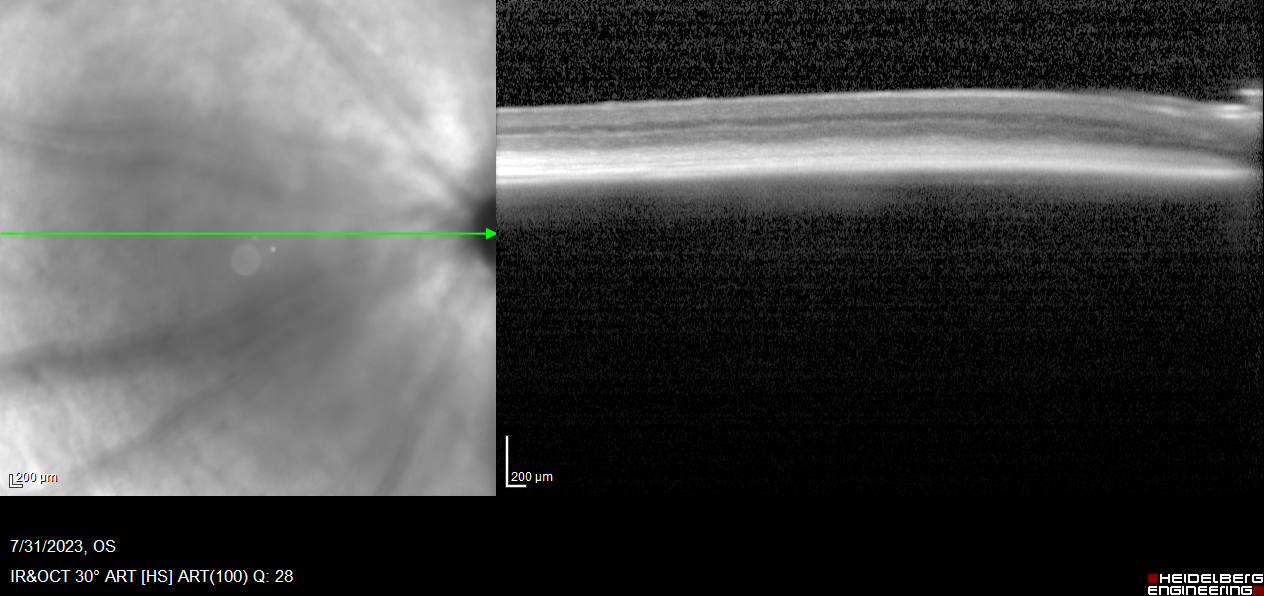 200 µm
200 µm
7/31/2023, OS
IR&OCT 30° ART [HS] ART(100) Q: 28
HEIDELBERG
ENGINEERING